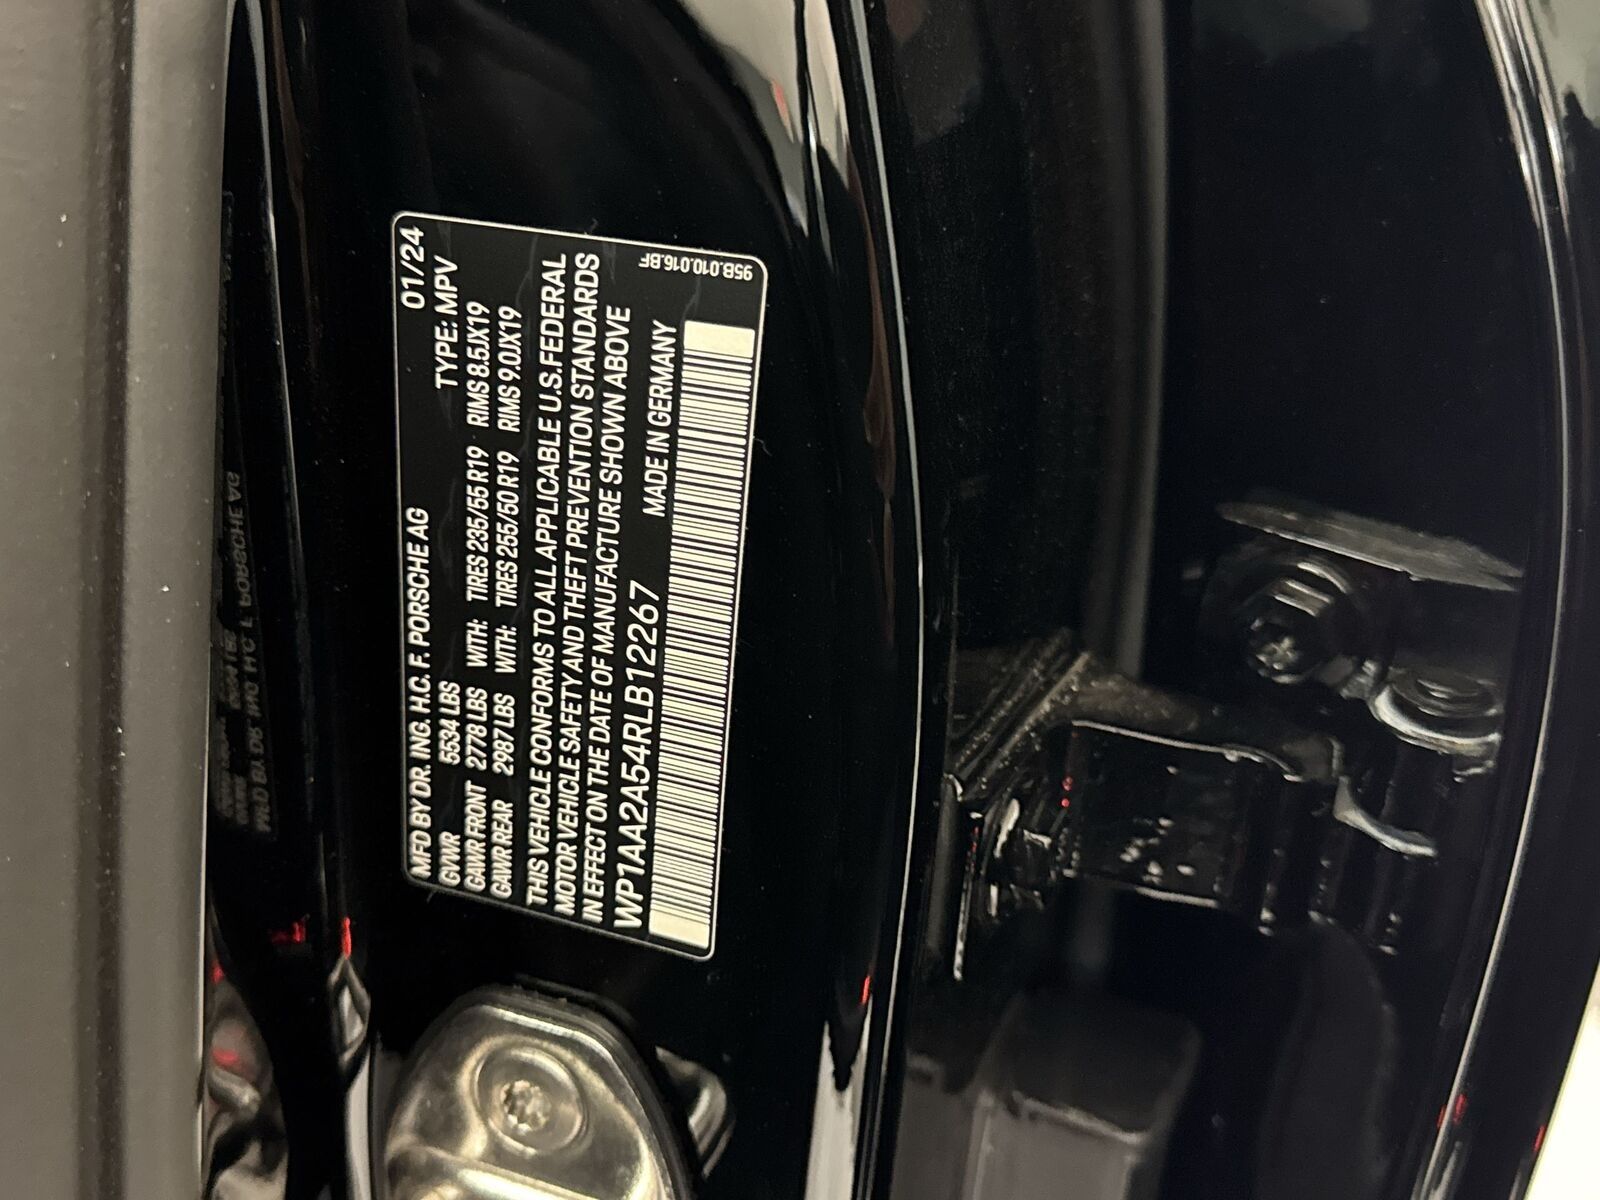 MFD BY DR. ING. H.C. F. PORSCHE AG 01/24
GVWR 5534 LBS TYPE: MPV
GAWR FRONT 2778 LBS WITH: TIRES 235/55 R19 RIMS 8.5JX19
GAWR REAR 2987 LBS WITH: TIRES 255/50 R19 RIMS 9.0JX19
THIS VEHICLE CONFORMS TO ALL APPLICABLE U.S. FEDERAL
MOTOR VEHICLE SAFETY AND THEFT PREVENTION STANDARDS
IN EFFECT ON THE DATE OF MANUFACTURE SHOWN ABOVE
WP1AA2A54RLB12267 MADE IN GERMANY
95B.010.016.BF